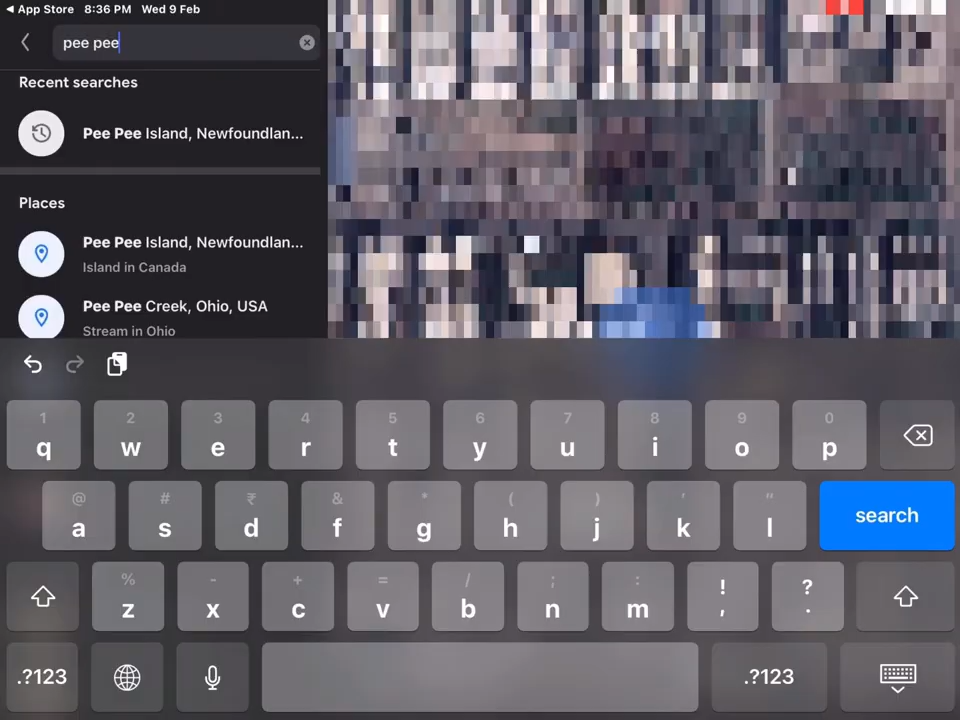 App Store 8:36 PM Wed 9 Feb
pee pee
Recent searches
Pee Pee Island, Newfoundlan...
Places
Pee Pee Island, Newfoundlan...
Island in Canada
Pee Pee Creek, Ohio, USA
Stream in Ohio
1 2 3 4 5 6 7 8 9 0
q w e r t y u i o p
@ # ₹ & * ( ) ' "
a s d f g h j k l search
% - + = / ; : ! ?
z x c v b n m , .
.?123 .?123